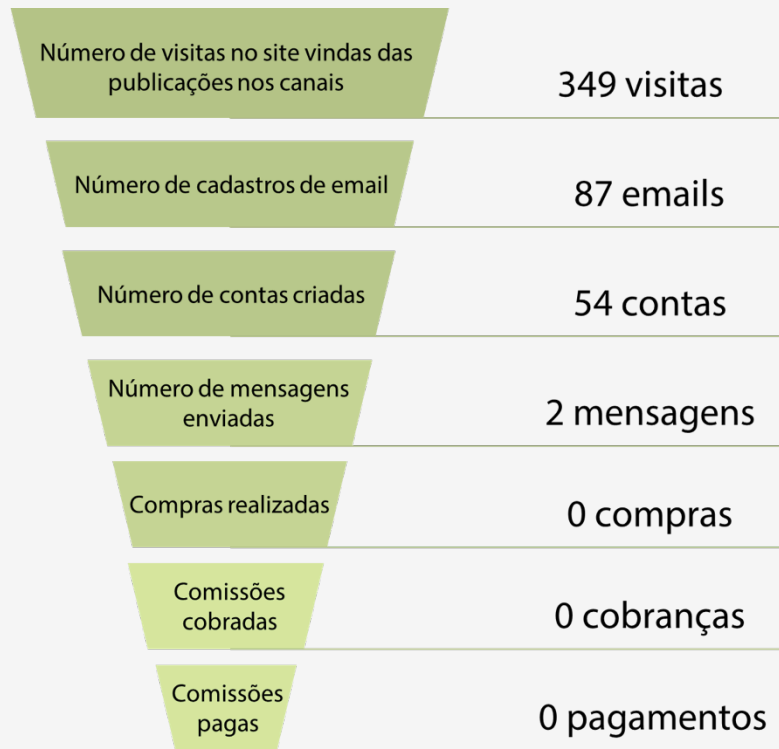 Número de visitas no site vindas das
publicações nos canais
349 visitas
Número de cadastros de email
87 emails
Número de contas criadas
54 contas
Número de mensagens
enviadas
2 mensagens
Compras realizadas
0 compras
Comissões
cobradas
0 cobranças
Comissões
pagas
0 pagamentos